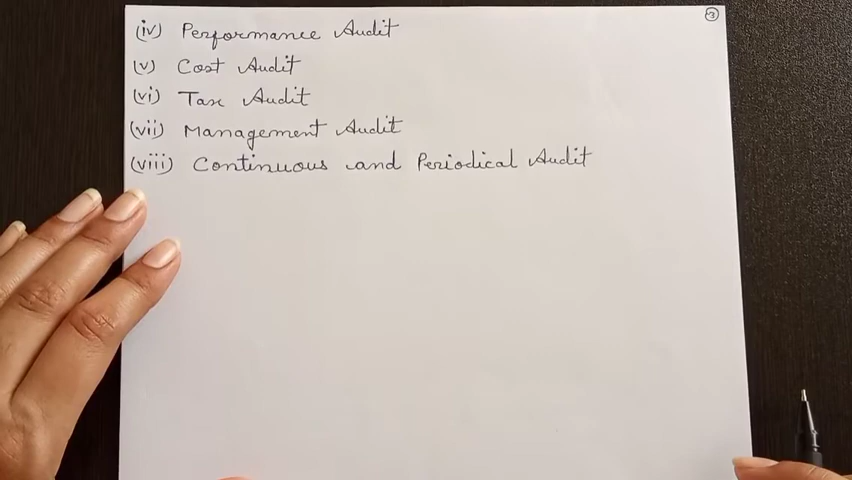 3
(iv) Performance Audit
(v) Cost Audit
(vi) Tax Audit
(vii) Management Audit
(viii) Continuous and Periodical Audit